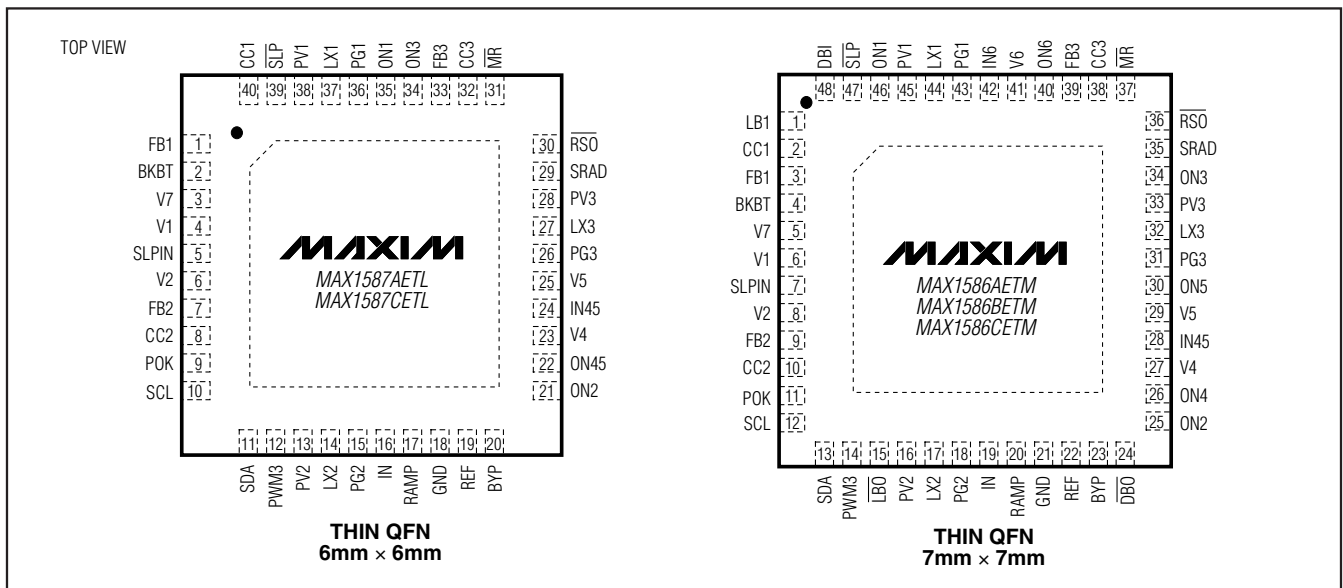 TOP VIEW
CC1 SLP PV1 LX1 PG1 ON1 ON3 FB3 CC3 MR
40 39 38 37 36 35 34 33 32 31
FB1 1
BKBT 2
V7 3
V1 4
SLPIN 5
V2 6
FB2 7
CC2 8
POK 9
SCL 10
30 RSO
29 SRAD
28 PV3
27 LX3
26 PG3
25 V5
24 IN45
23 V4
22 ON45
21 ON2
MAXIM
MAX1587AETL
MAX1587CETL
11 12 13 14 15 16 17 18 19 20
SDA PWM3 PV2 LX2 PG2 IN RAMP GND REF BYP
THIN QFN
6mm × 6mm
DBI SLP ON1 PV1 LX1 PG1 IN6 V6 ON6 FB3 CC3 MR
48 47 46 45 44 43 42 41 40 39 38 37
LB1 1
CC1 2
FB1 3
BKBT 4
V7 5
V1 6
SLPIN 7
V2 8
FB2 9
CC2 10
POK 11
SCL 12
36 RSO
35 SRAD
34 ON3
33 PV3
32 LX3
31 PG3
30 ON5
29 V5
28 IN45
27 V4
26 ON4
25 ON2
MAXIM
MAX1586AETM
MAX1586BETM
MAX1586CETM
13 14 15 16 17 18 19 20 21 22 23 24
SDA PWM3 LBO PV2 LX2 PG2 IN RAMP GND REF BYP DBO
THIN QFN
7mm × 7mm